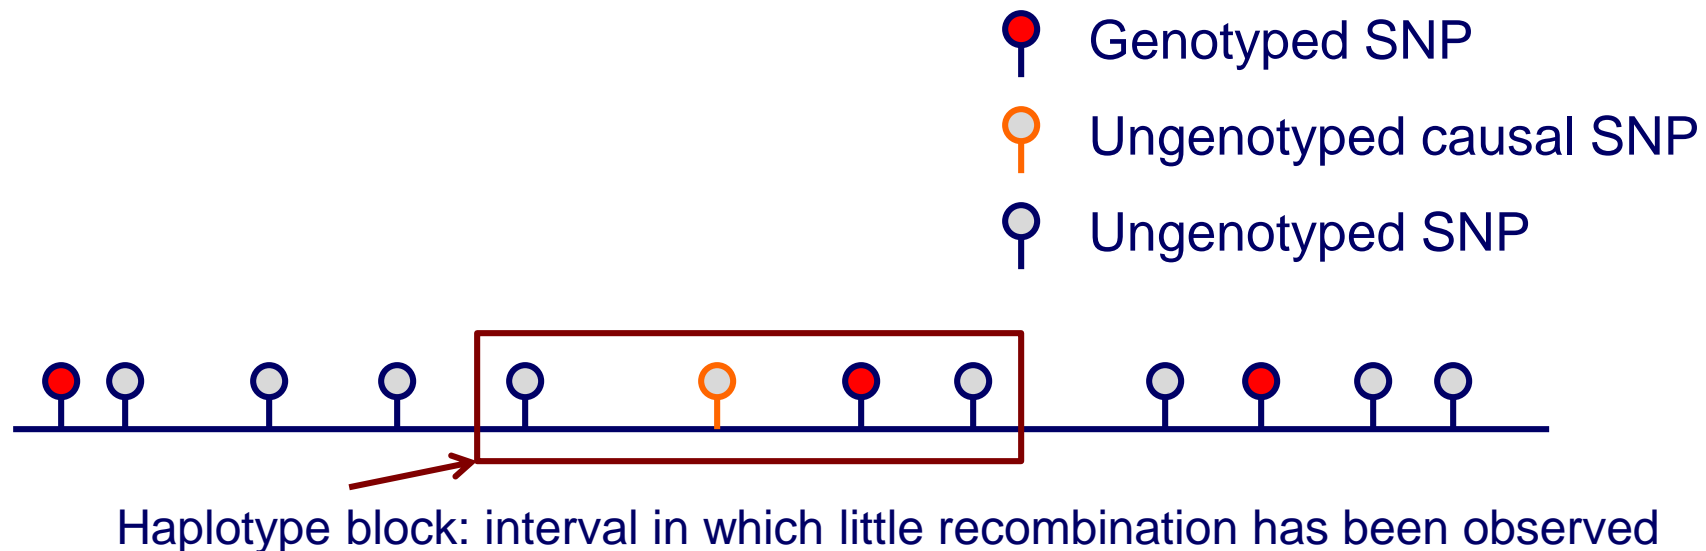 Genotyped SNP
Ungenotyped causal SNP
Ungenotyped SNP
Haplotype block: interval in which little recombination has been observed